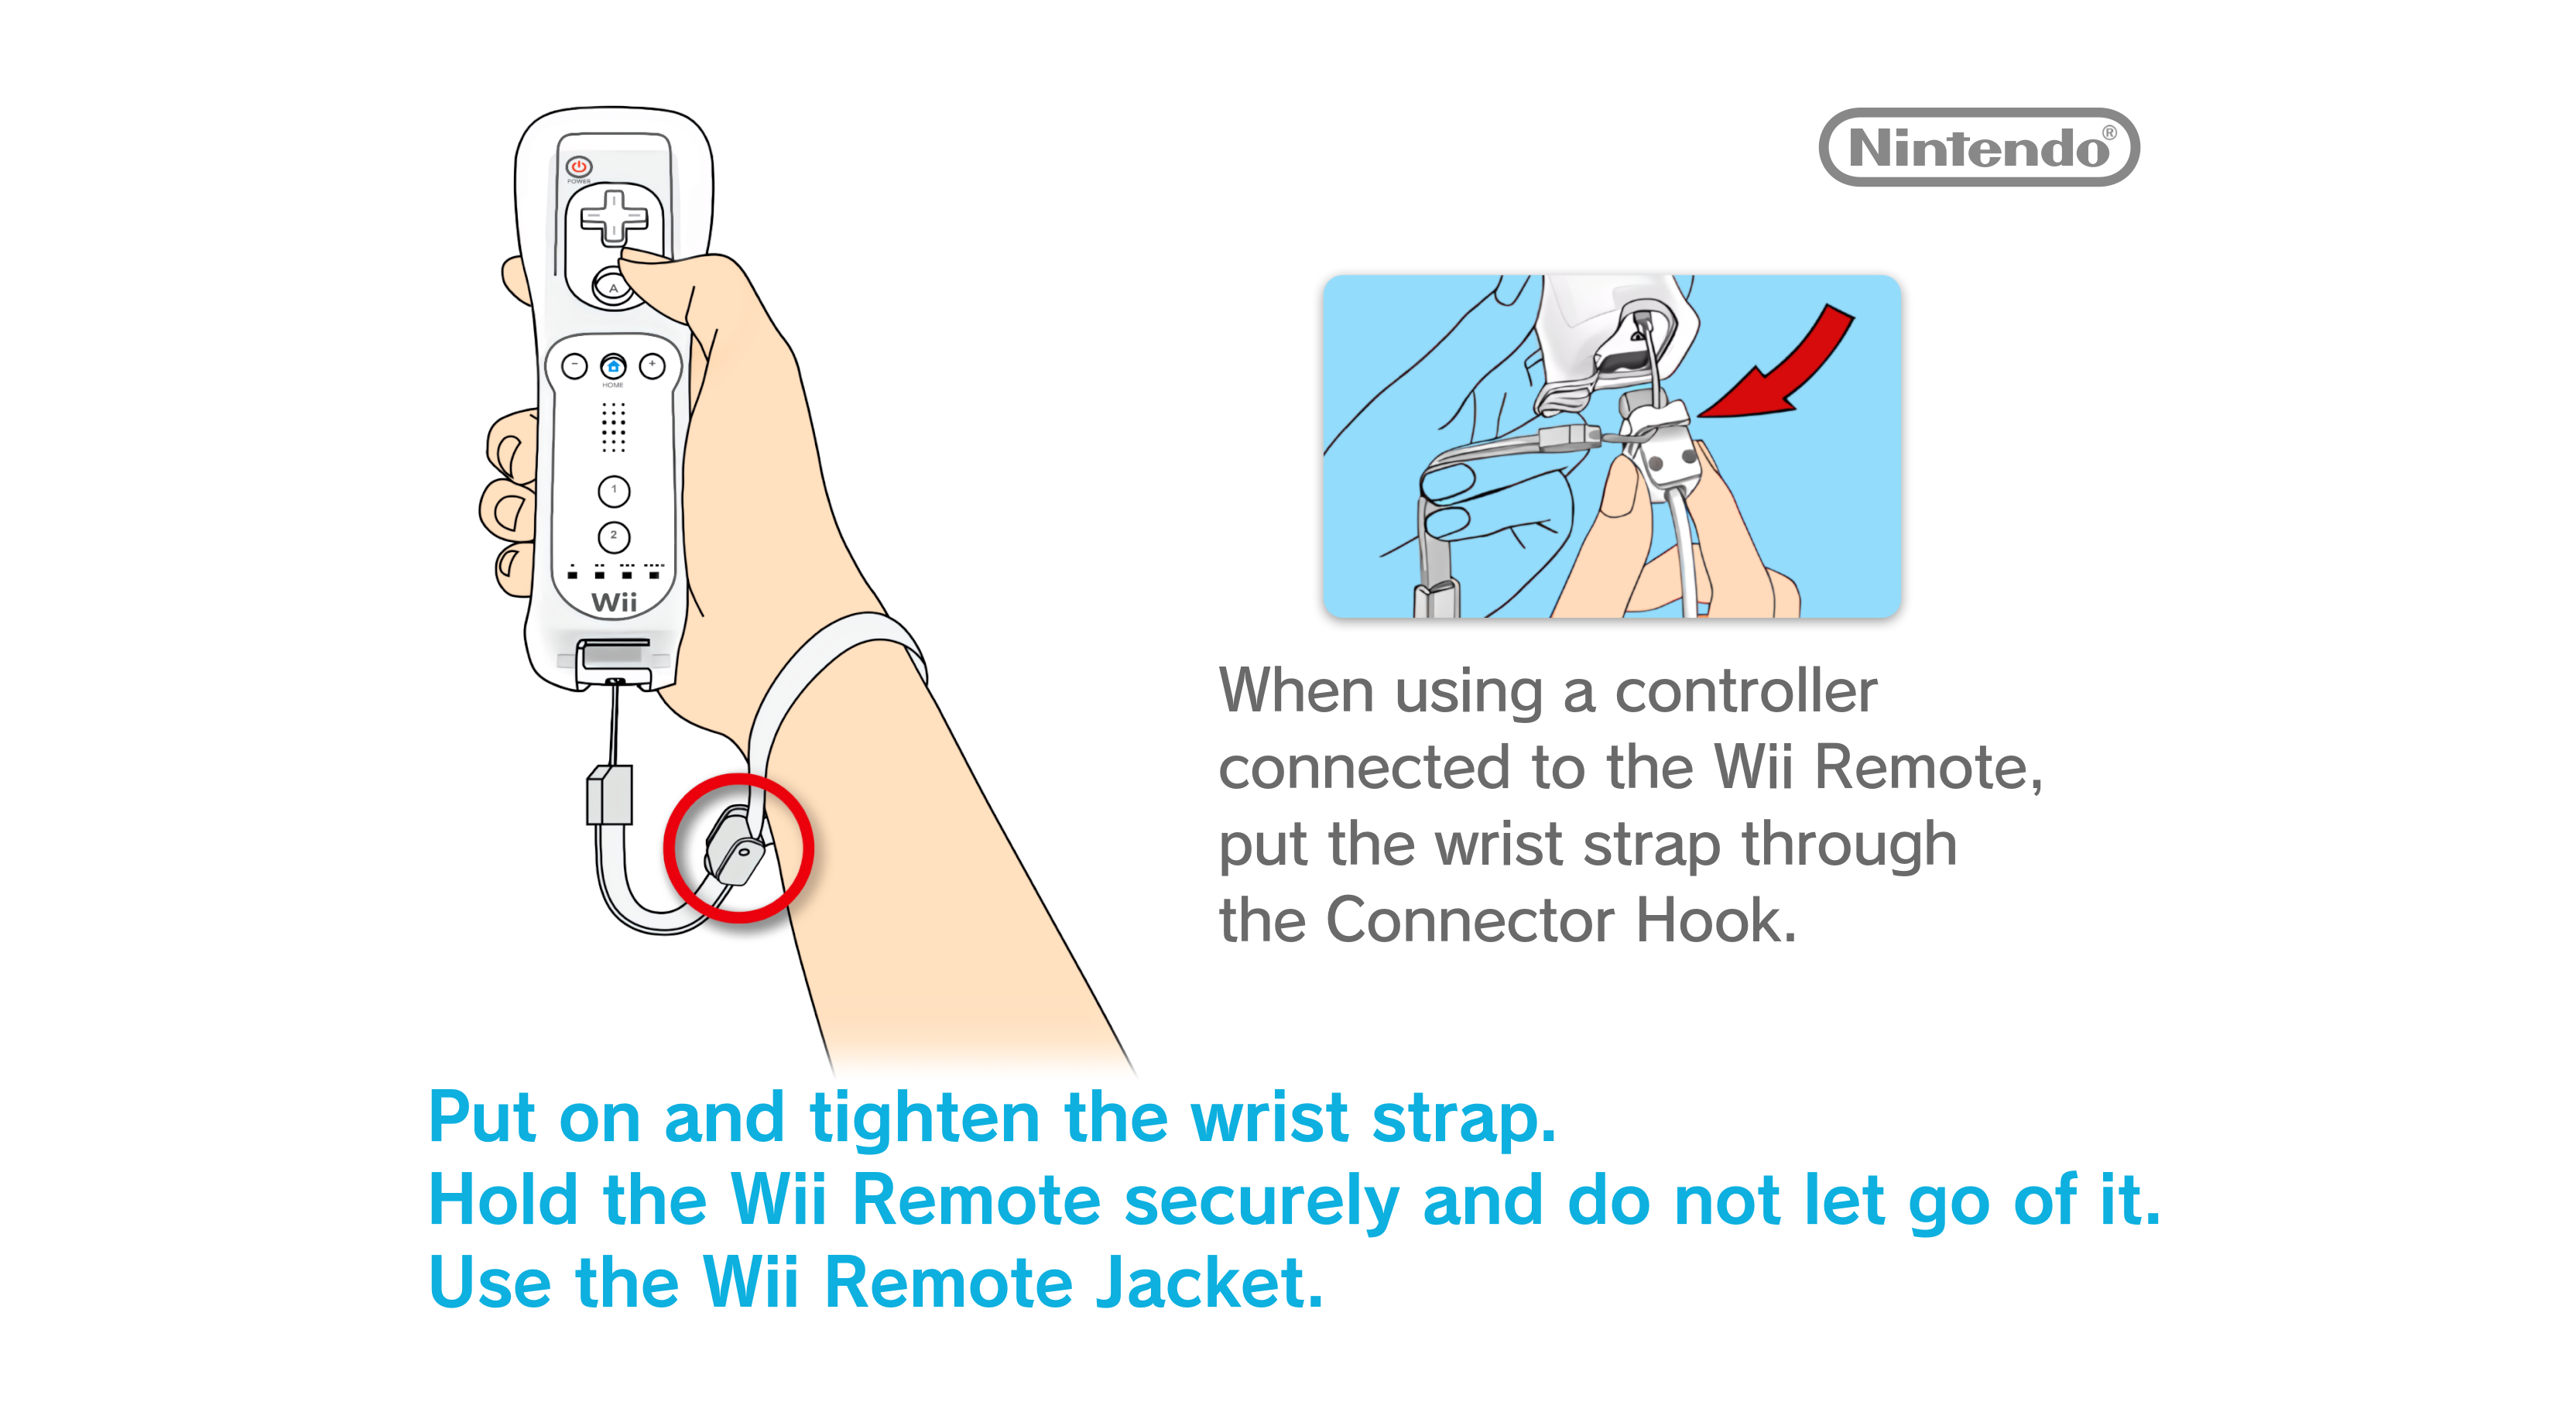 Nintendo®
POWER
A
- HOME +
1
2
Wii
When using a controller
connected to the Wii Remote,
put the wrist strap through
the Connector Hook.
Put on and tighten the wrist strap.
Hold the Wii Remote securely and do not let go of it.
Use the Wii Remote Jacket.